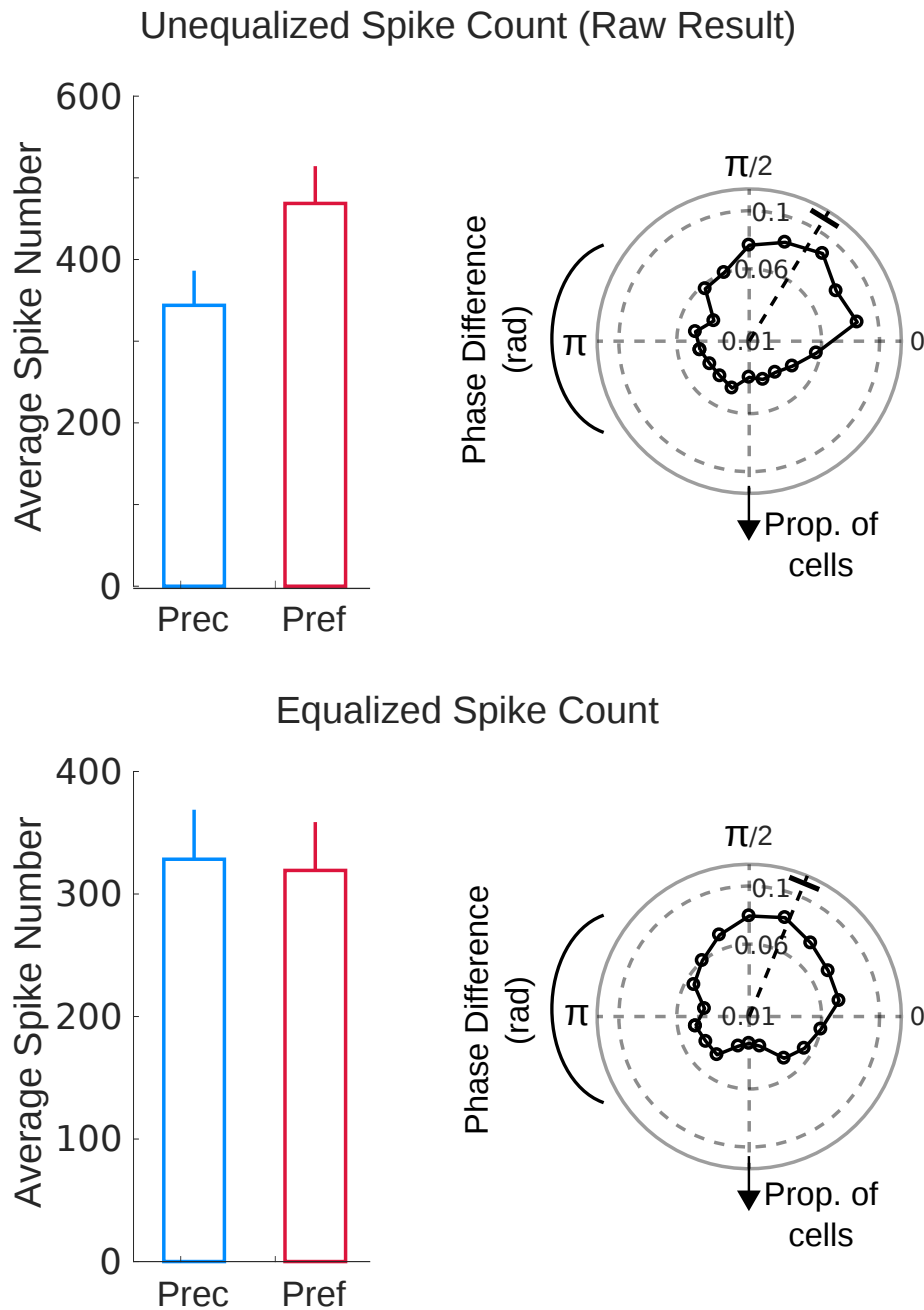 Unequalized Spike Count (Raw Result)
600
400
200
0
Average Spike Number
Prec
Pref
π/2
0.1
0.06
0.01
0
π
Phase Difference
(rad)
Prop. of
cells
Equalized Spike Count
400
300
200
100
0
Average Spike Number
Prec
Pref
π/2
0.1
0.06
0.01
0
π
Phase Difference
(rad)
Prop. of
cells